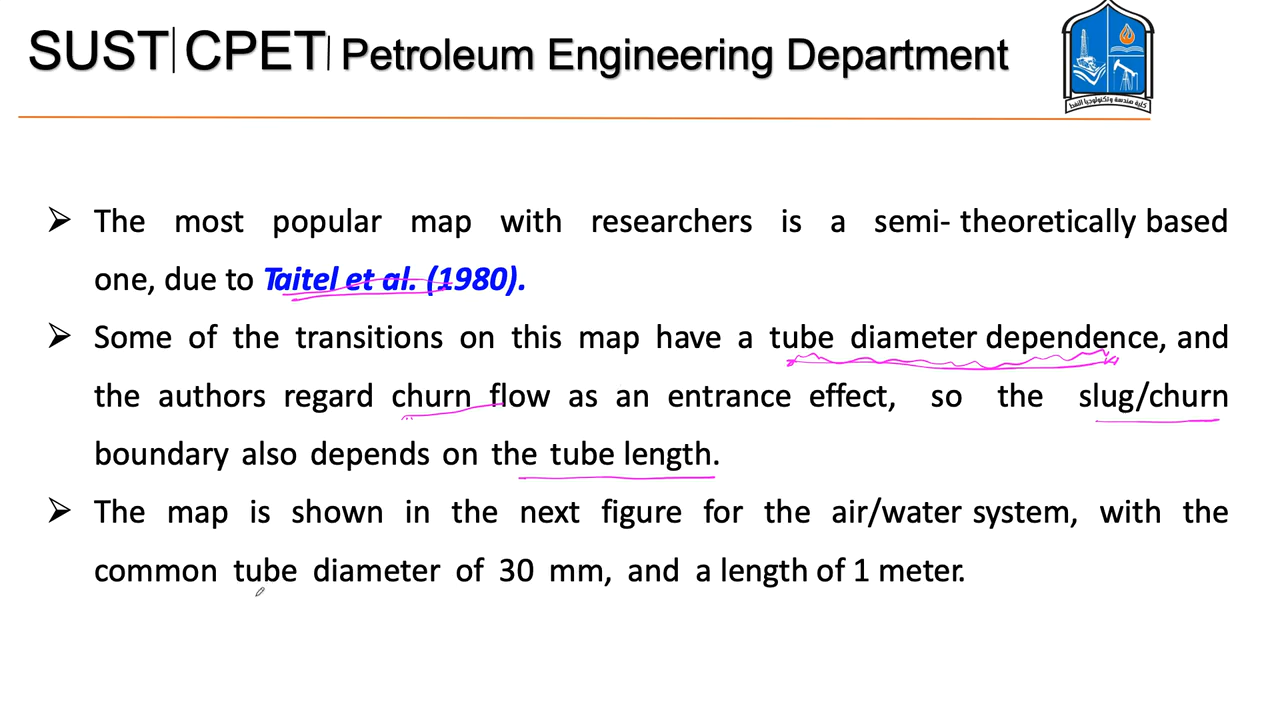 SUST CPET Petroleum Engineering Department
كلية هندسة وتكنولوجيا النفط
The most popular map with researchers is a semi- theoretically based
one, due to Taitel et al. (1980).
Some of the transitions on this map have a tube diameter dependence, and
the authors regard churn flow as an entrance effect, so the slug/churn
boundary also depends on the tube length.
The map is shown in the next figure for the air/water system, with the
common tube diameter of 30 mm, and a length of 1 meter.